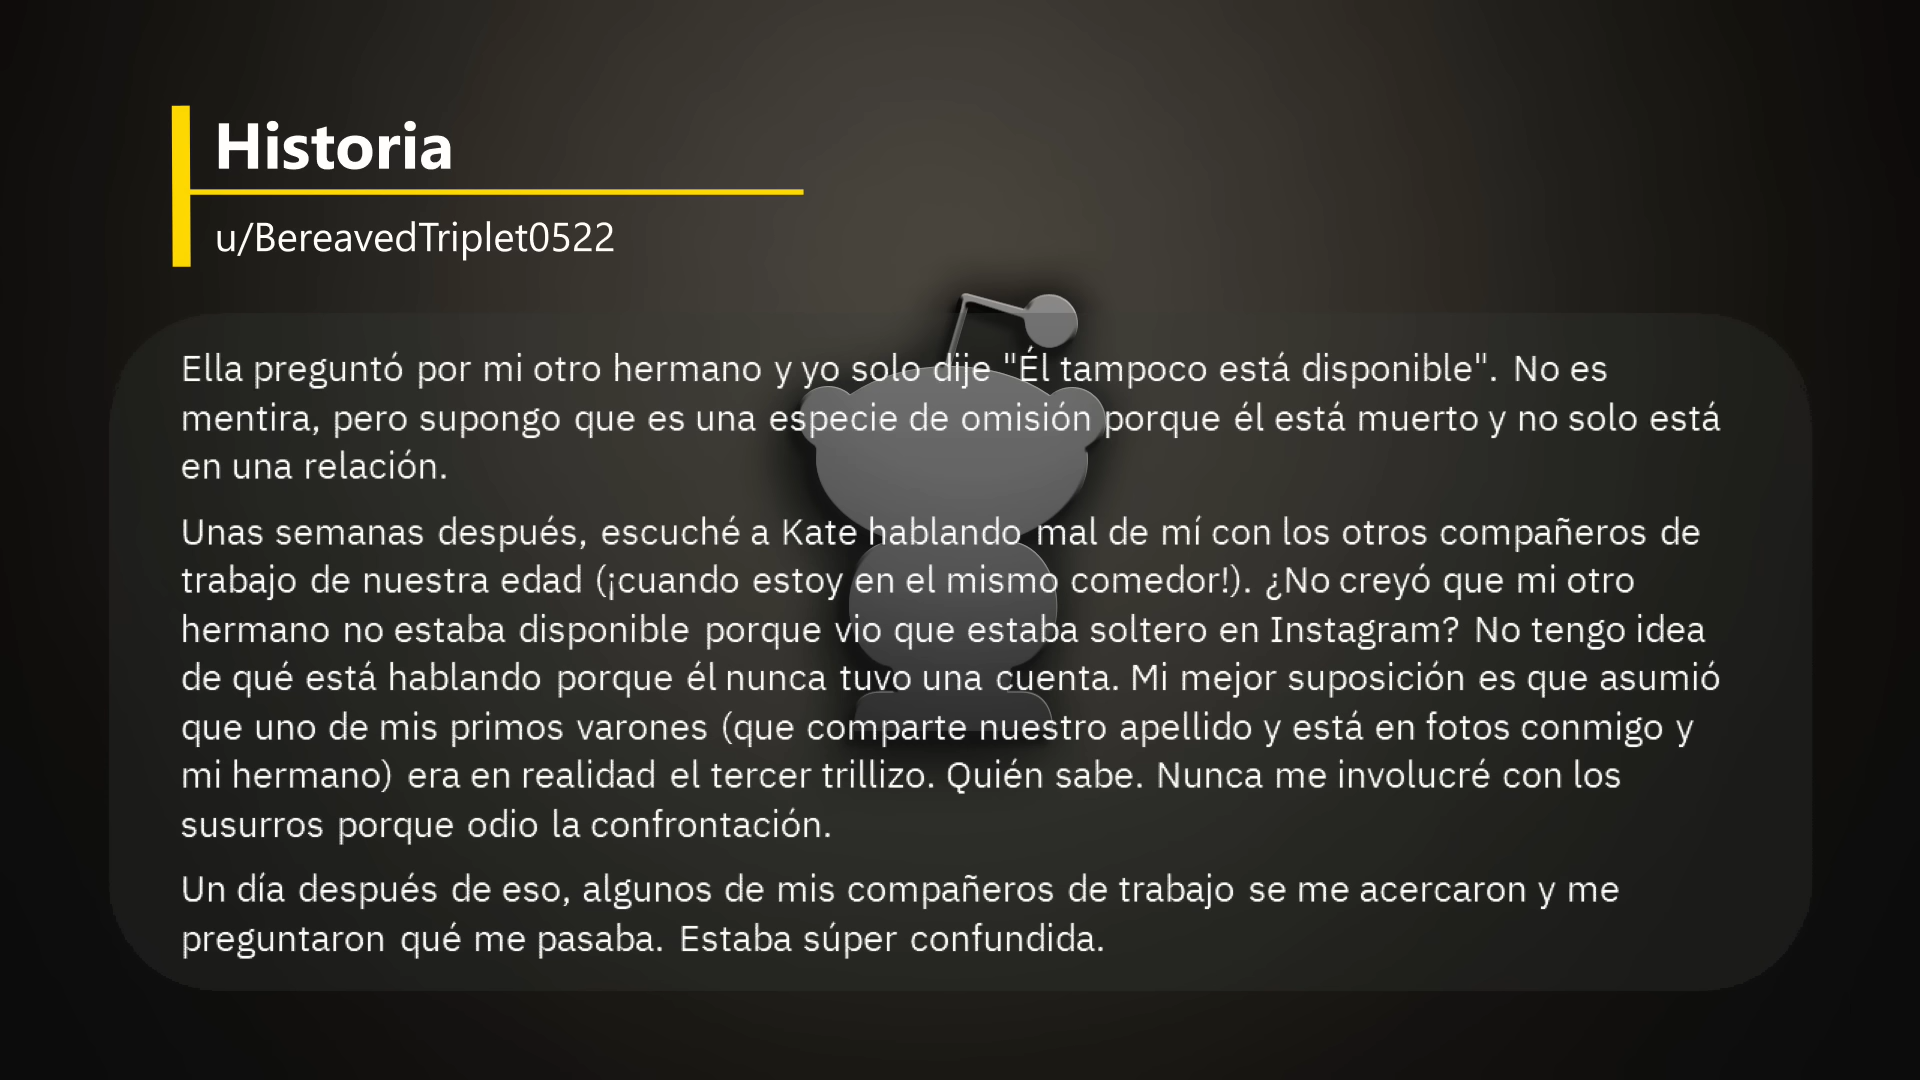 Historia
u/BereavedTriplet0522
Ella preguntó por mi otro hermano y yo solo dije "Él tampoco está disponible". No es
mentira, pero supongo que es una especie de omisión porque él está muerto y no solo está
en una relación.
Unas semanas después, escuché a Kate hablando mal de mí con los otros compañeros de
trabajo de nuestra edad (¡cuando estoy en el mismo comedor!). ¿No creyó que mi otro
hermano no estaba disponible porque vio que estaba soltero en Instagram? No tengo idea
de qué está hablando porque él nunca tuvo una cuenta. Mi mejor suposición es que asumió
que uno de mis primos varones (que comparte nuestro apellido y está en fotos conmigo y
mi hermano) era en realidad el tercer trillizo. Quién sabe. Nunca me involucré con los
susurros porque odio la confrontación.
Un día después de eso, algunos de mis compañeros de trabajo se me acercaron y me
preguntaron qué me pasaba. Estaba súper confundida.